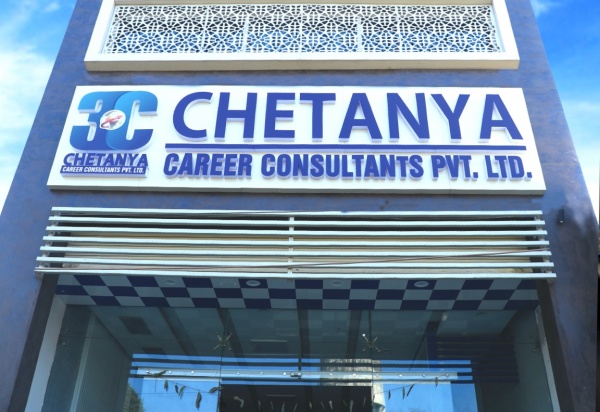 3C
CHETANYA
CAREER CONSULTANTS PVT. LTD.
CHETANYA
CAREER CONSULTANTS PVT. LTD.